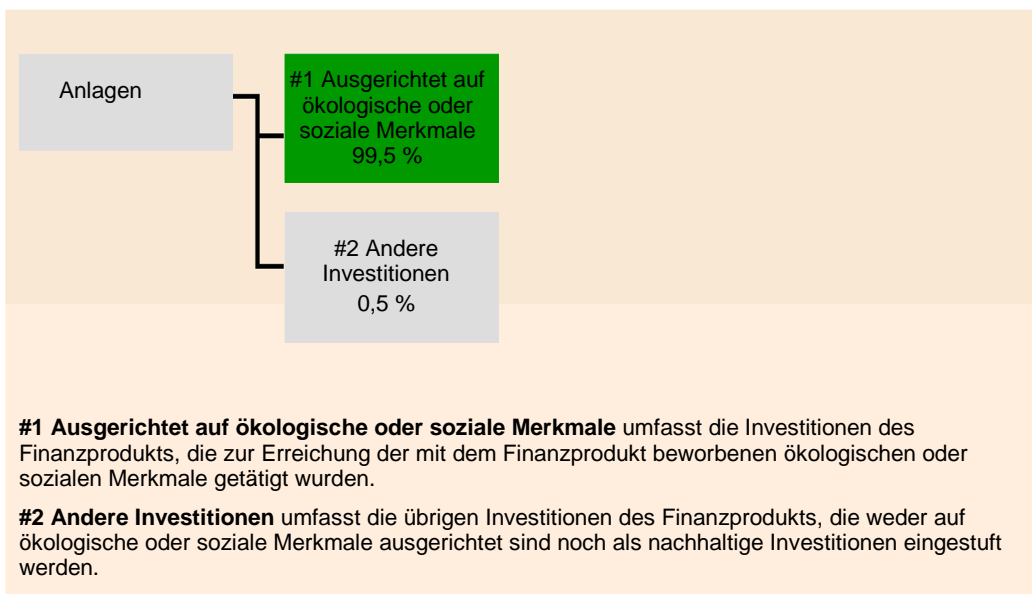 Anlagen
#1 Ausgerichtet auf
ökologische oder
soziale Merkmale
99,5 %
#2 Andere
Investitionen
0,5 %
#1 Ausgerichtet auf ökologische oder soziale Merkmale umfasst die Investitionen des
Finanzprodukts, die zur Erreichung der mit dem Finanzprodukt beworbenen ökologischen oder
sozialen Merkmale getätigt wurden.
#2 Andere Investitionen umfasst die übrigen Investitionen des Finanzprodukts, die weder auf
ökologische oder soziale Merkmale ausgerichtet sind noch als nachhaltige Investitionen eingestuft
werden.